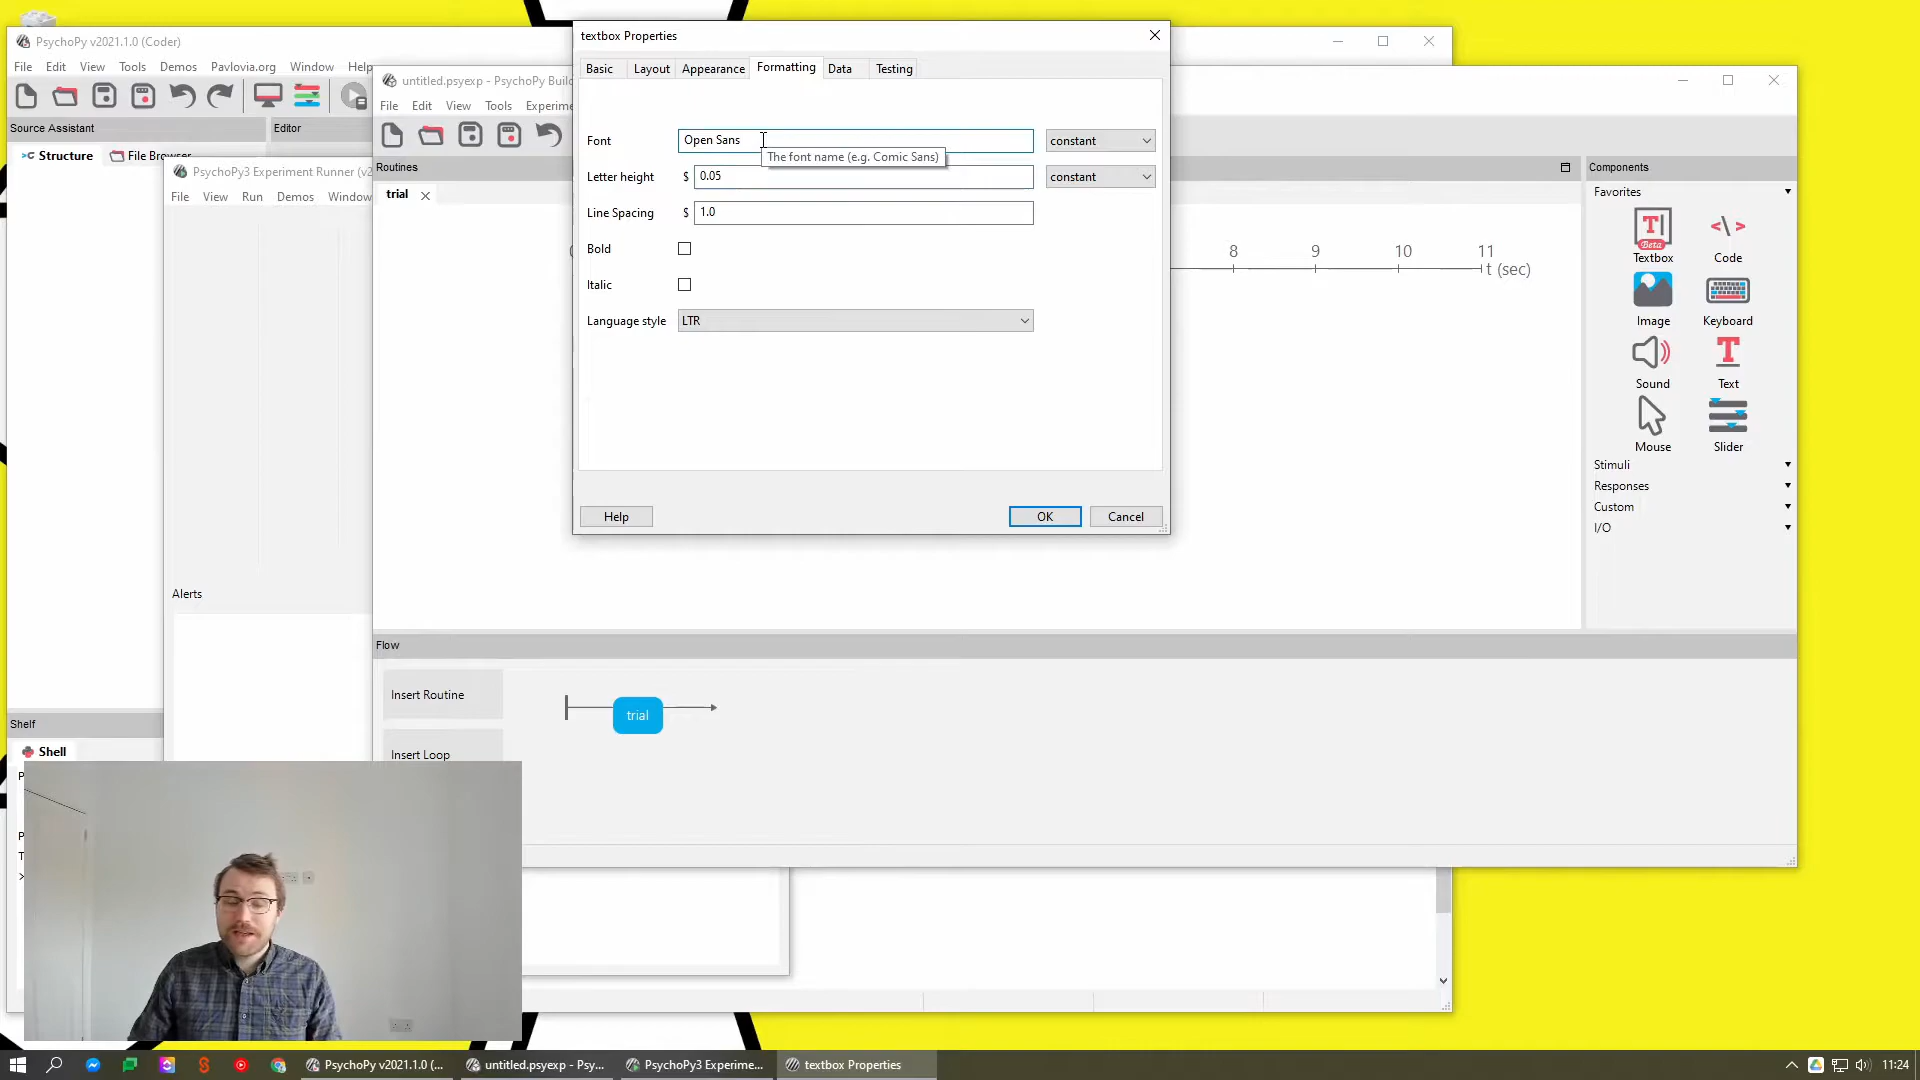 PsychoPy v2021.1.0 (Coder)
File Edit View Tools Demos Pavlovia.org Window Help
Source Assistant
Editor
Structure
File Browser
PsychoPy3 Experiment Runner (v2
File View Run Demos Window
Alerts
Shelf
Shell
untitled.psyexp - PsychoPy Build
File Edit View Tools Experime
Routines
trial
8 9 10 11
t (sec)
textbox Properties
Basic Layout Appearance Formatting Data Testing
Font Open Sans constant
The font name (e.g. Comic Sans)
Letter height $ 0.05 constant
Line Spacing $ 1.0
Bold
Italic
Language style LTR
Help OK Cancel
Components
Favorites
T
Beta
Textbox Code
Image Keyboard
T
Sound Text
Mouse Slider
Stimuli
Responses
Custom
I/O
Flow
Insert Routine
trial
Insert Loop
PsychoPy v2021.1.0 (...
untitled.psyexp - Psy...
PsychoPy3 Experime...
textbox Properties
11:24